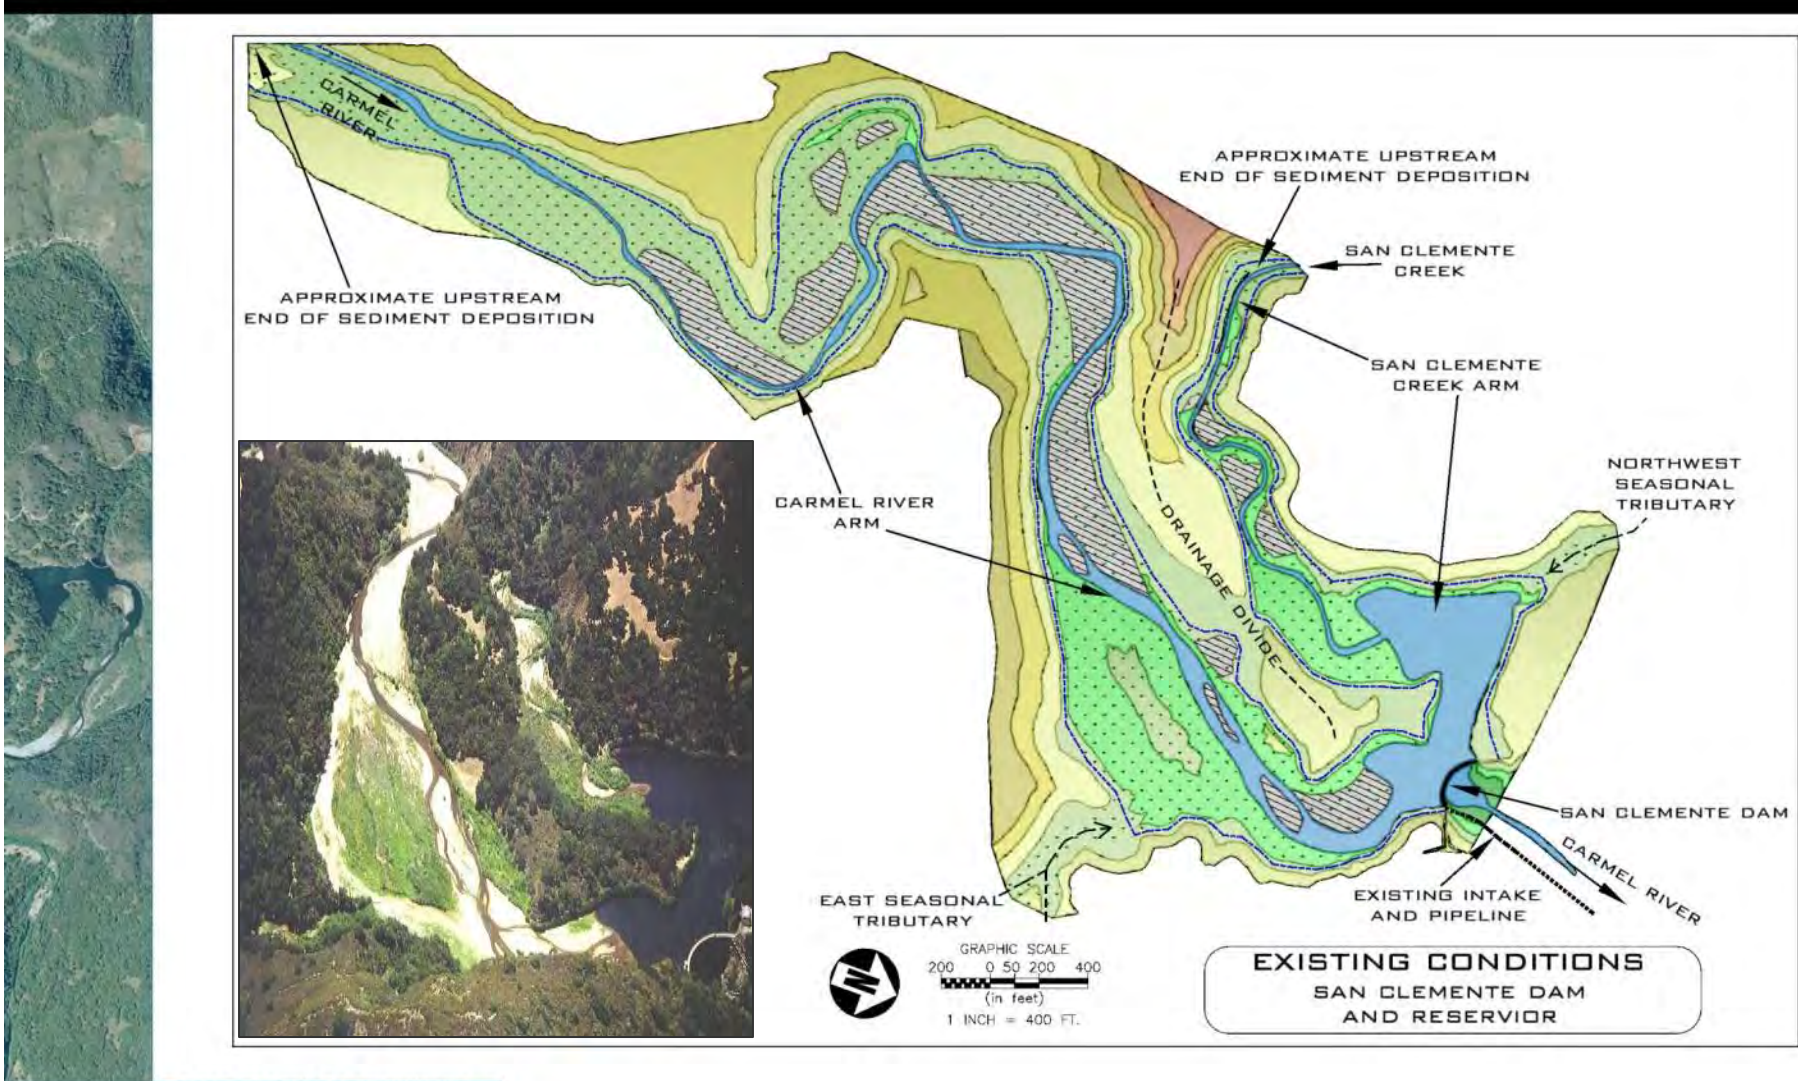 CARMEL
RIVER
APPROXIMATE UPSTREAM
END OF SEDIMENT DEPOSITION
APPROXIMATE UPSTREAM
END OF SEDIMENT DEPOSITION
SAN CLEMENTE
CREEK
SAN CLEMENTE
CREEK ARM
NORTHWEST
SEASONAL
TRIBUTARY
CARMEL RIVER
ARM
DRAINAGE DIVIDE
SAN CLEMENTE DAM
CARMEL RIVER
EXISTING INTAKE
AND PIPELINE
EAST SEASONAL
TRIBUTARY
N
GRAPHIC SCALE
200 0 50 200 400
(in feet)
1 INCH = 400 FT.
EXISTING CONDITIONS
SAN CLEMENTE DAM
AND RESERVIOR